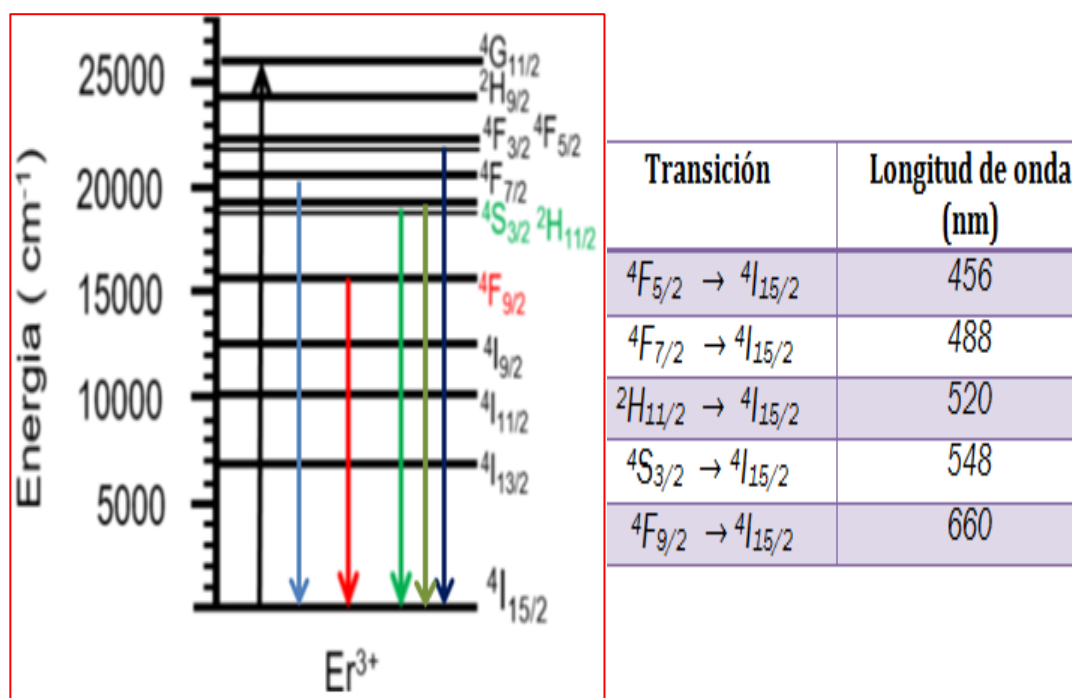 Energia ( cm⁻¹)
25000
20000
15000
10000
5000
⁴G₁₁/₂
²H₉/₂
⁴F₃/₂ ⁴F₅/₂
⁴F₇/₂
⁴S₃/₂ ²H₁₁/₂
⁴F₉/₂
⁴I₉/₂
⁴I₁₁/₂
⁴I₁₃/₂
⁴I₁₅/₂
Er³⁺
Transición Longitud de onda
(nm)
⁴F₅/₂ → ⁴I₁₅/₂ 456
⁴F₇/₂ → ⁴I₁₅/₂ 488
²H₁₁/₂ → ⁴I₁₅/₂ 520
⁴S₃/₂ → ⁴I₁₅/₂ 548
⁴F₉/₂ → ⁴I₁₅/₂ 660